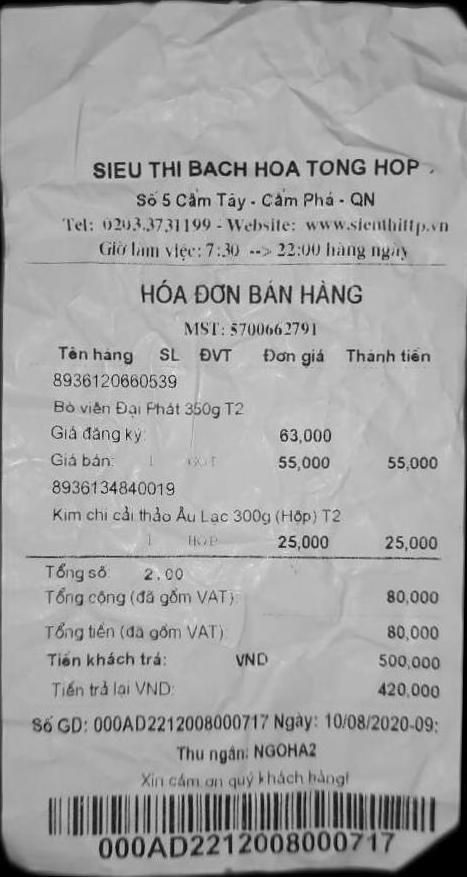 SIEU THI BACH HOA TONG HOP
Số 5 Cẩm Tây - Cẩm Phả - QN
Tel: 0203.3731199 - Website: www.sieuthittp.vn
Giờ làm việc: 7:30 --> 22:00 hàng ngày
HÓA ĐƠN BÁN HÀNG
MST: 5700662791
Tên hàng SL ĐVT Đơn giá Thành tiền
8936120660539
Bò viên Đại Phát 350g T2
Giá đăng ký: 63,000
Giá bán: 1 GOT 55,000 55,000
8936134840019
Kim chi cải thảo Âu Lạc 300g (Hộp) T2
1 HOP 25,000 25,000
Tổng số: 2.00
Tổng cộng (đã gồm VAT): 80,000
Tổng tiền (đã gồm VAT): 80,000
Tiền khách trả: VND 500,000
Tiền trả lại VND: 420,000
Số GD: 000AD2212008000717 Ngày: 10/08/2020-09:
Thu ngân: NGOHA2
Xin cảm ơn quý khách hàng!
000AD2212008000717